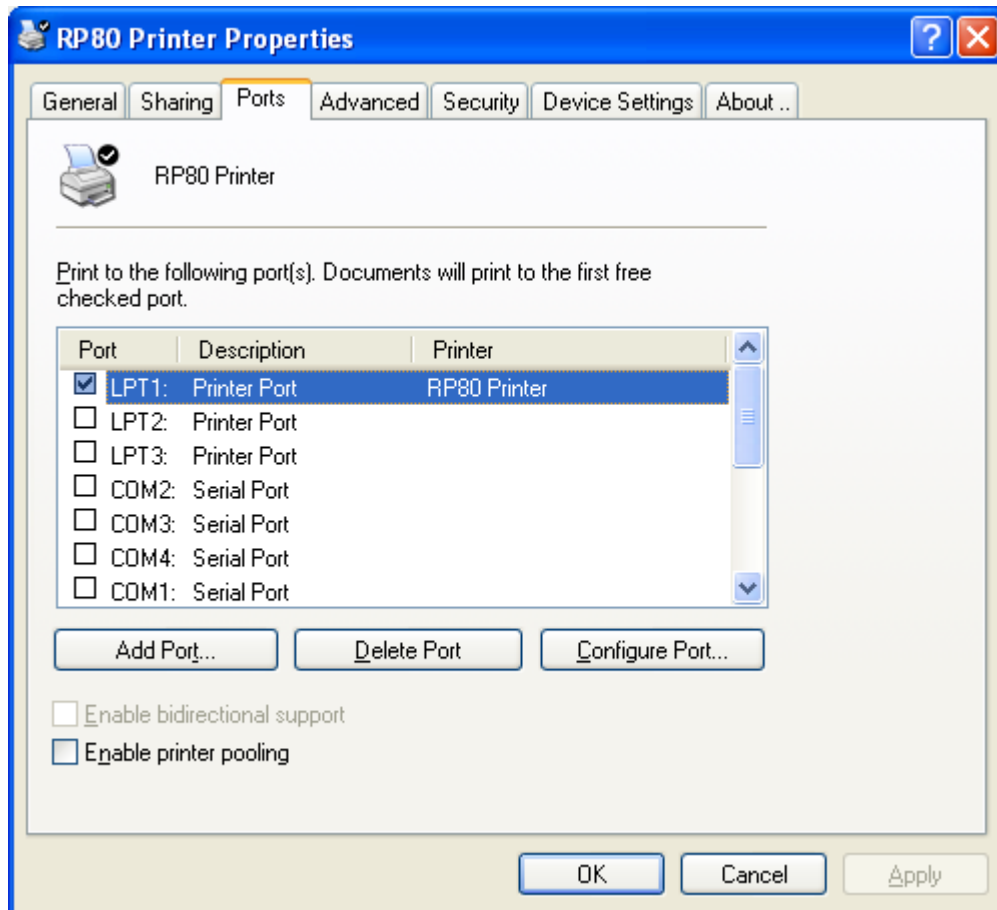 RP80 Printer Properties
General Sharing Ports Advanced Security Device Settings About ..
RP80 Printer
Print to the following port(s). Documents will print to the first free
checked port.
Port Description Printer
LPT1: Printer Port RP80 Printer
LPT2: Printer Port
LPT3: Printer Port
COM2: Serial Port
COM3: Serial Port
COM4: Serial Port
COM1: Serial Port
Add Port... Delete Port Configure Port...
Enable bidirectional support
Enable printer pooling
OK Cancel Apply